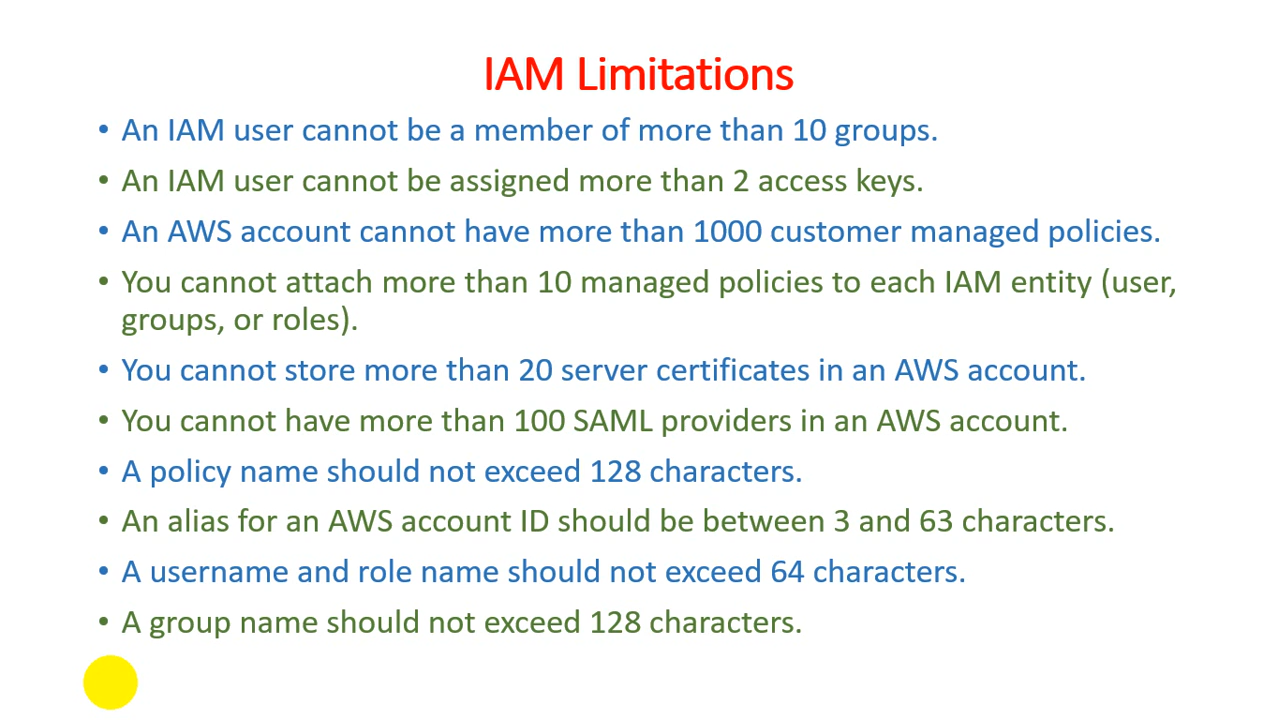 IAM Limitations
• An IAM user cannot be a member of more than 10 groups.
• An IAM user cannot be assigned more than 2 access keys.
• An AWS account cannot have more than 1000 customer managed policies.
• You cannot attach more than 10 managed policies to each IAM entity (user,
groups, or roles).
• You cannot store more than 20 server certificates in an AWS account.
• You cannot have more than 100 SAML providers in an AWS account.
• A policy name should not exceed 128 characters.
• An alias for an AWS account ID should be between 3 and 63 characters.
• A username and role name should not exceed 64 characters.
• A group name should not exceed 128 characters.